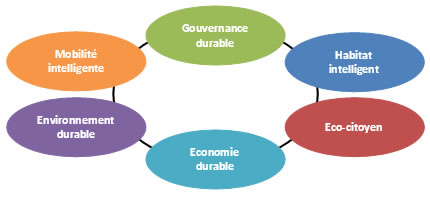 Gouvernance
durable
Mobilité
intelligente
Habitat
intelligent
Environnement
durable
Eco-citoyen
Economie
durable